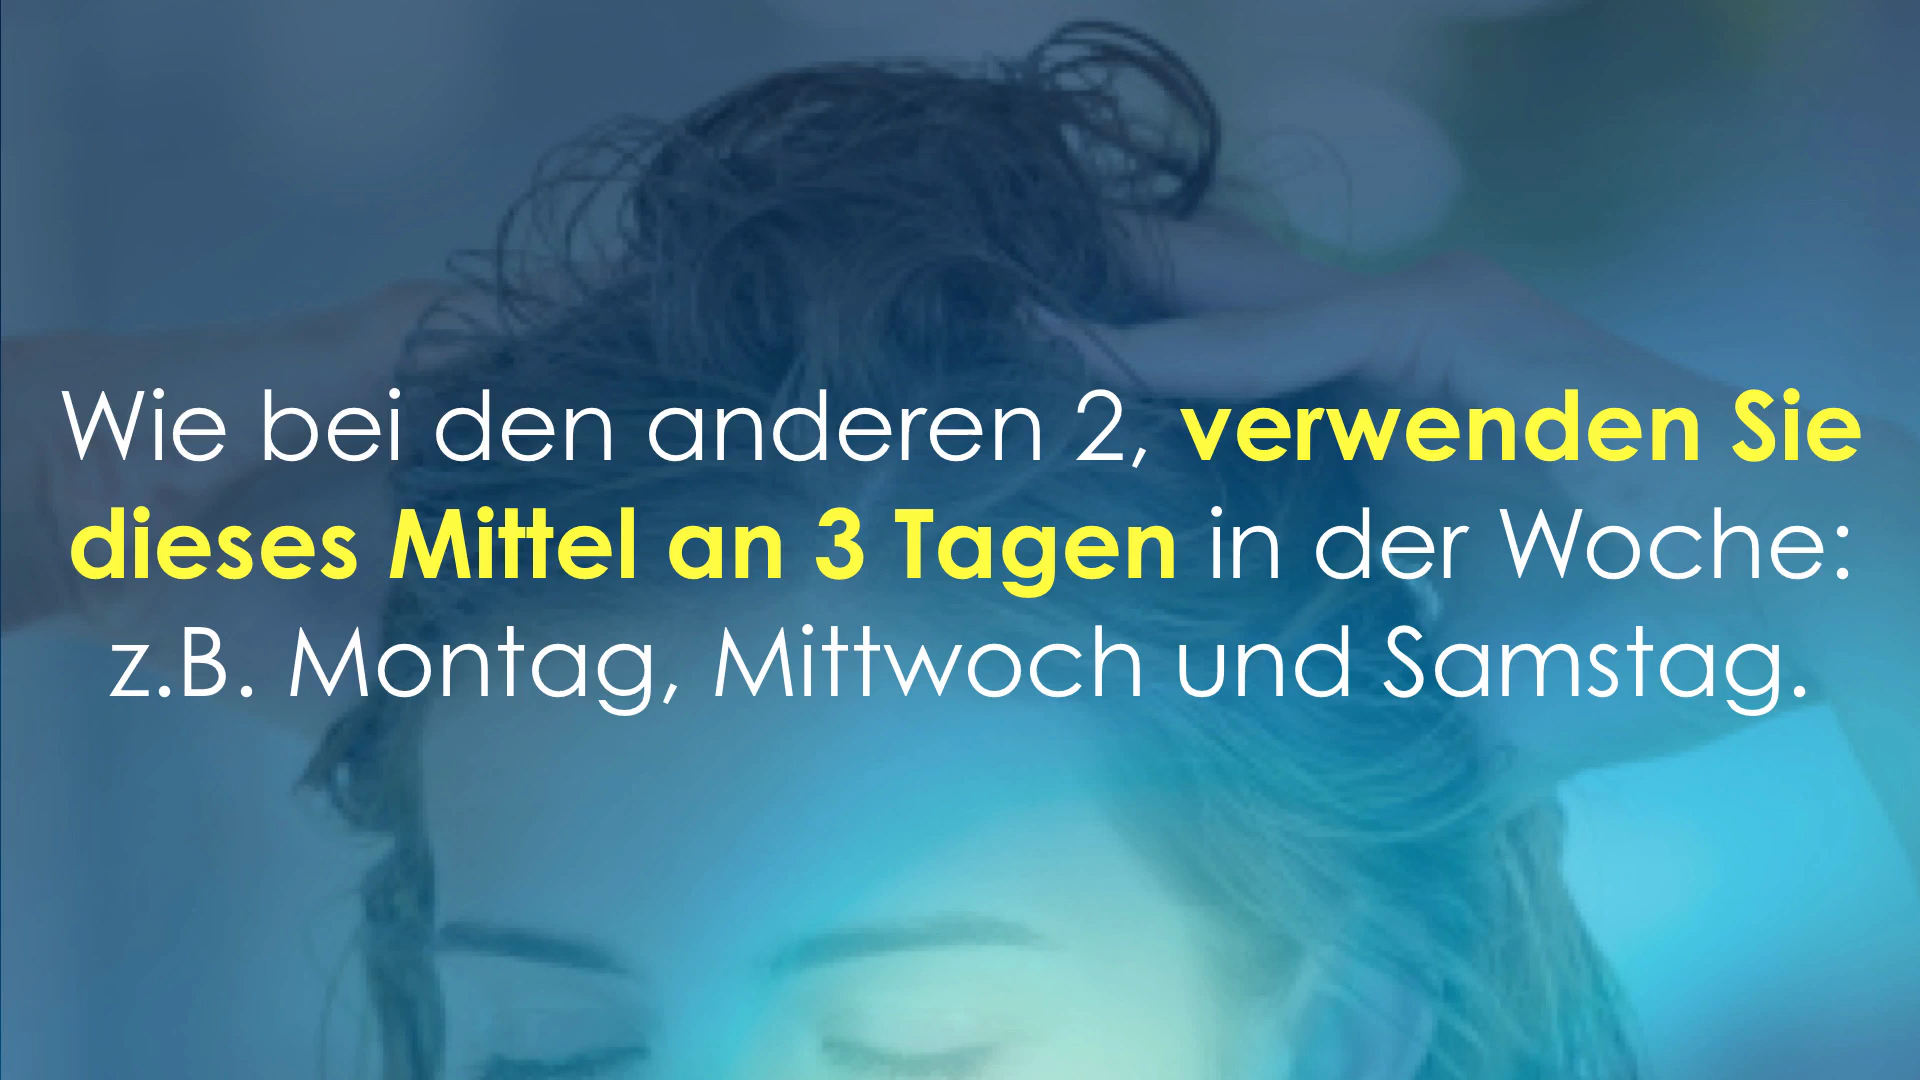 Wie bei den anderen 2, verwenden Sie
dieses Mittel an 3 Tagen in der Woche:
z.B. Montag, Mittwoch und Samstag.